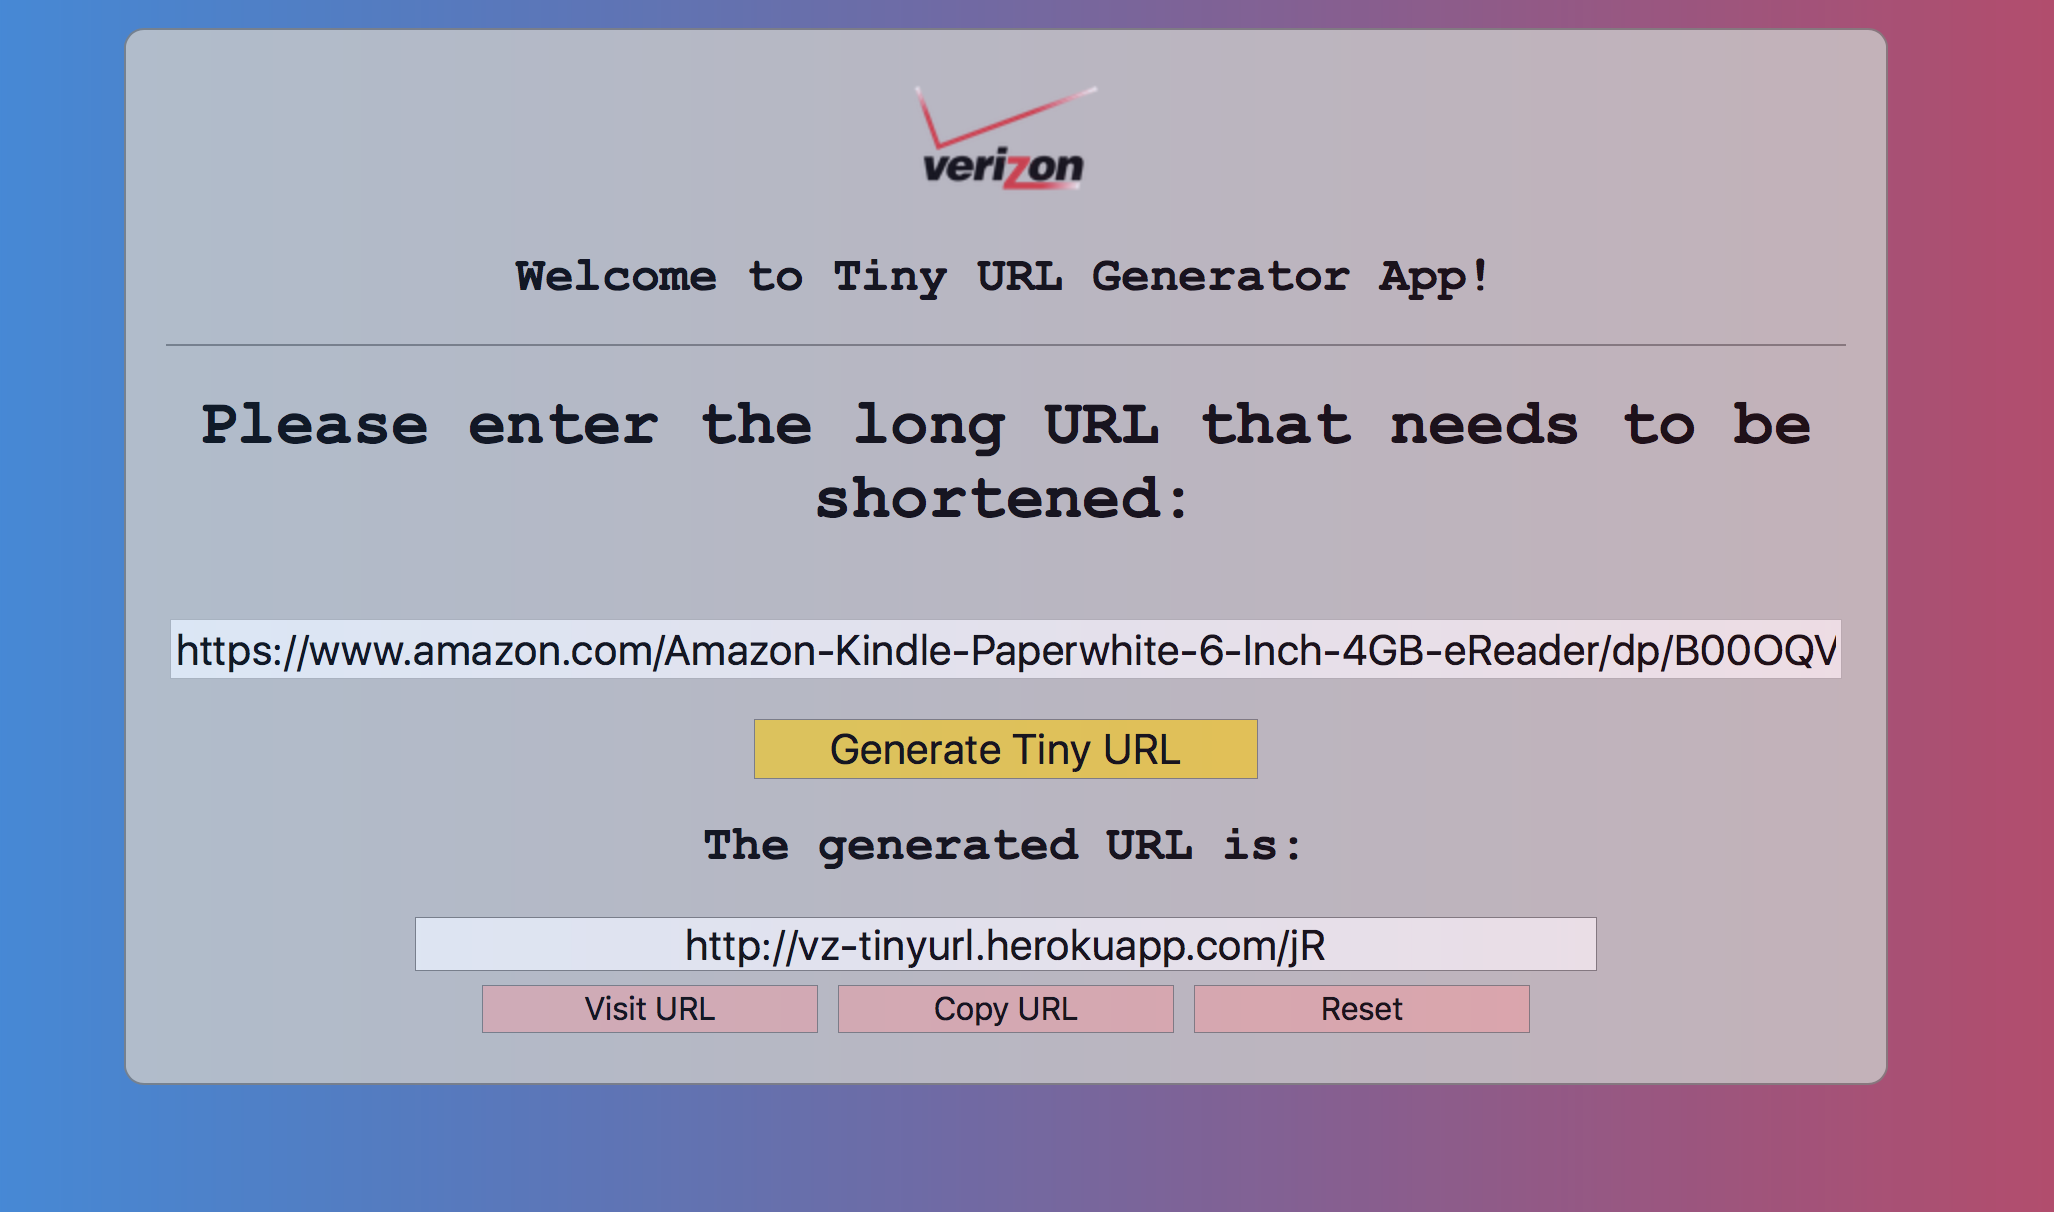 verizon
Welcome to Tiny URL Generator App!
Please enter the long URL that needs to be
shortened:
https://www.amazon.com/Amazon-Kindle-Paperwhite-6-Inch-4GB-eReader/dp/B00OQV
Generate Tiny URL
The generated URL is:
http://vz-tinyurl.herokuapp.com/jR
Visit URL
Copy URL
Reset